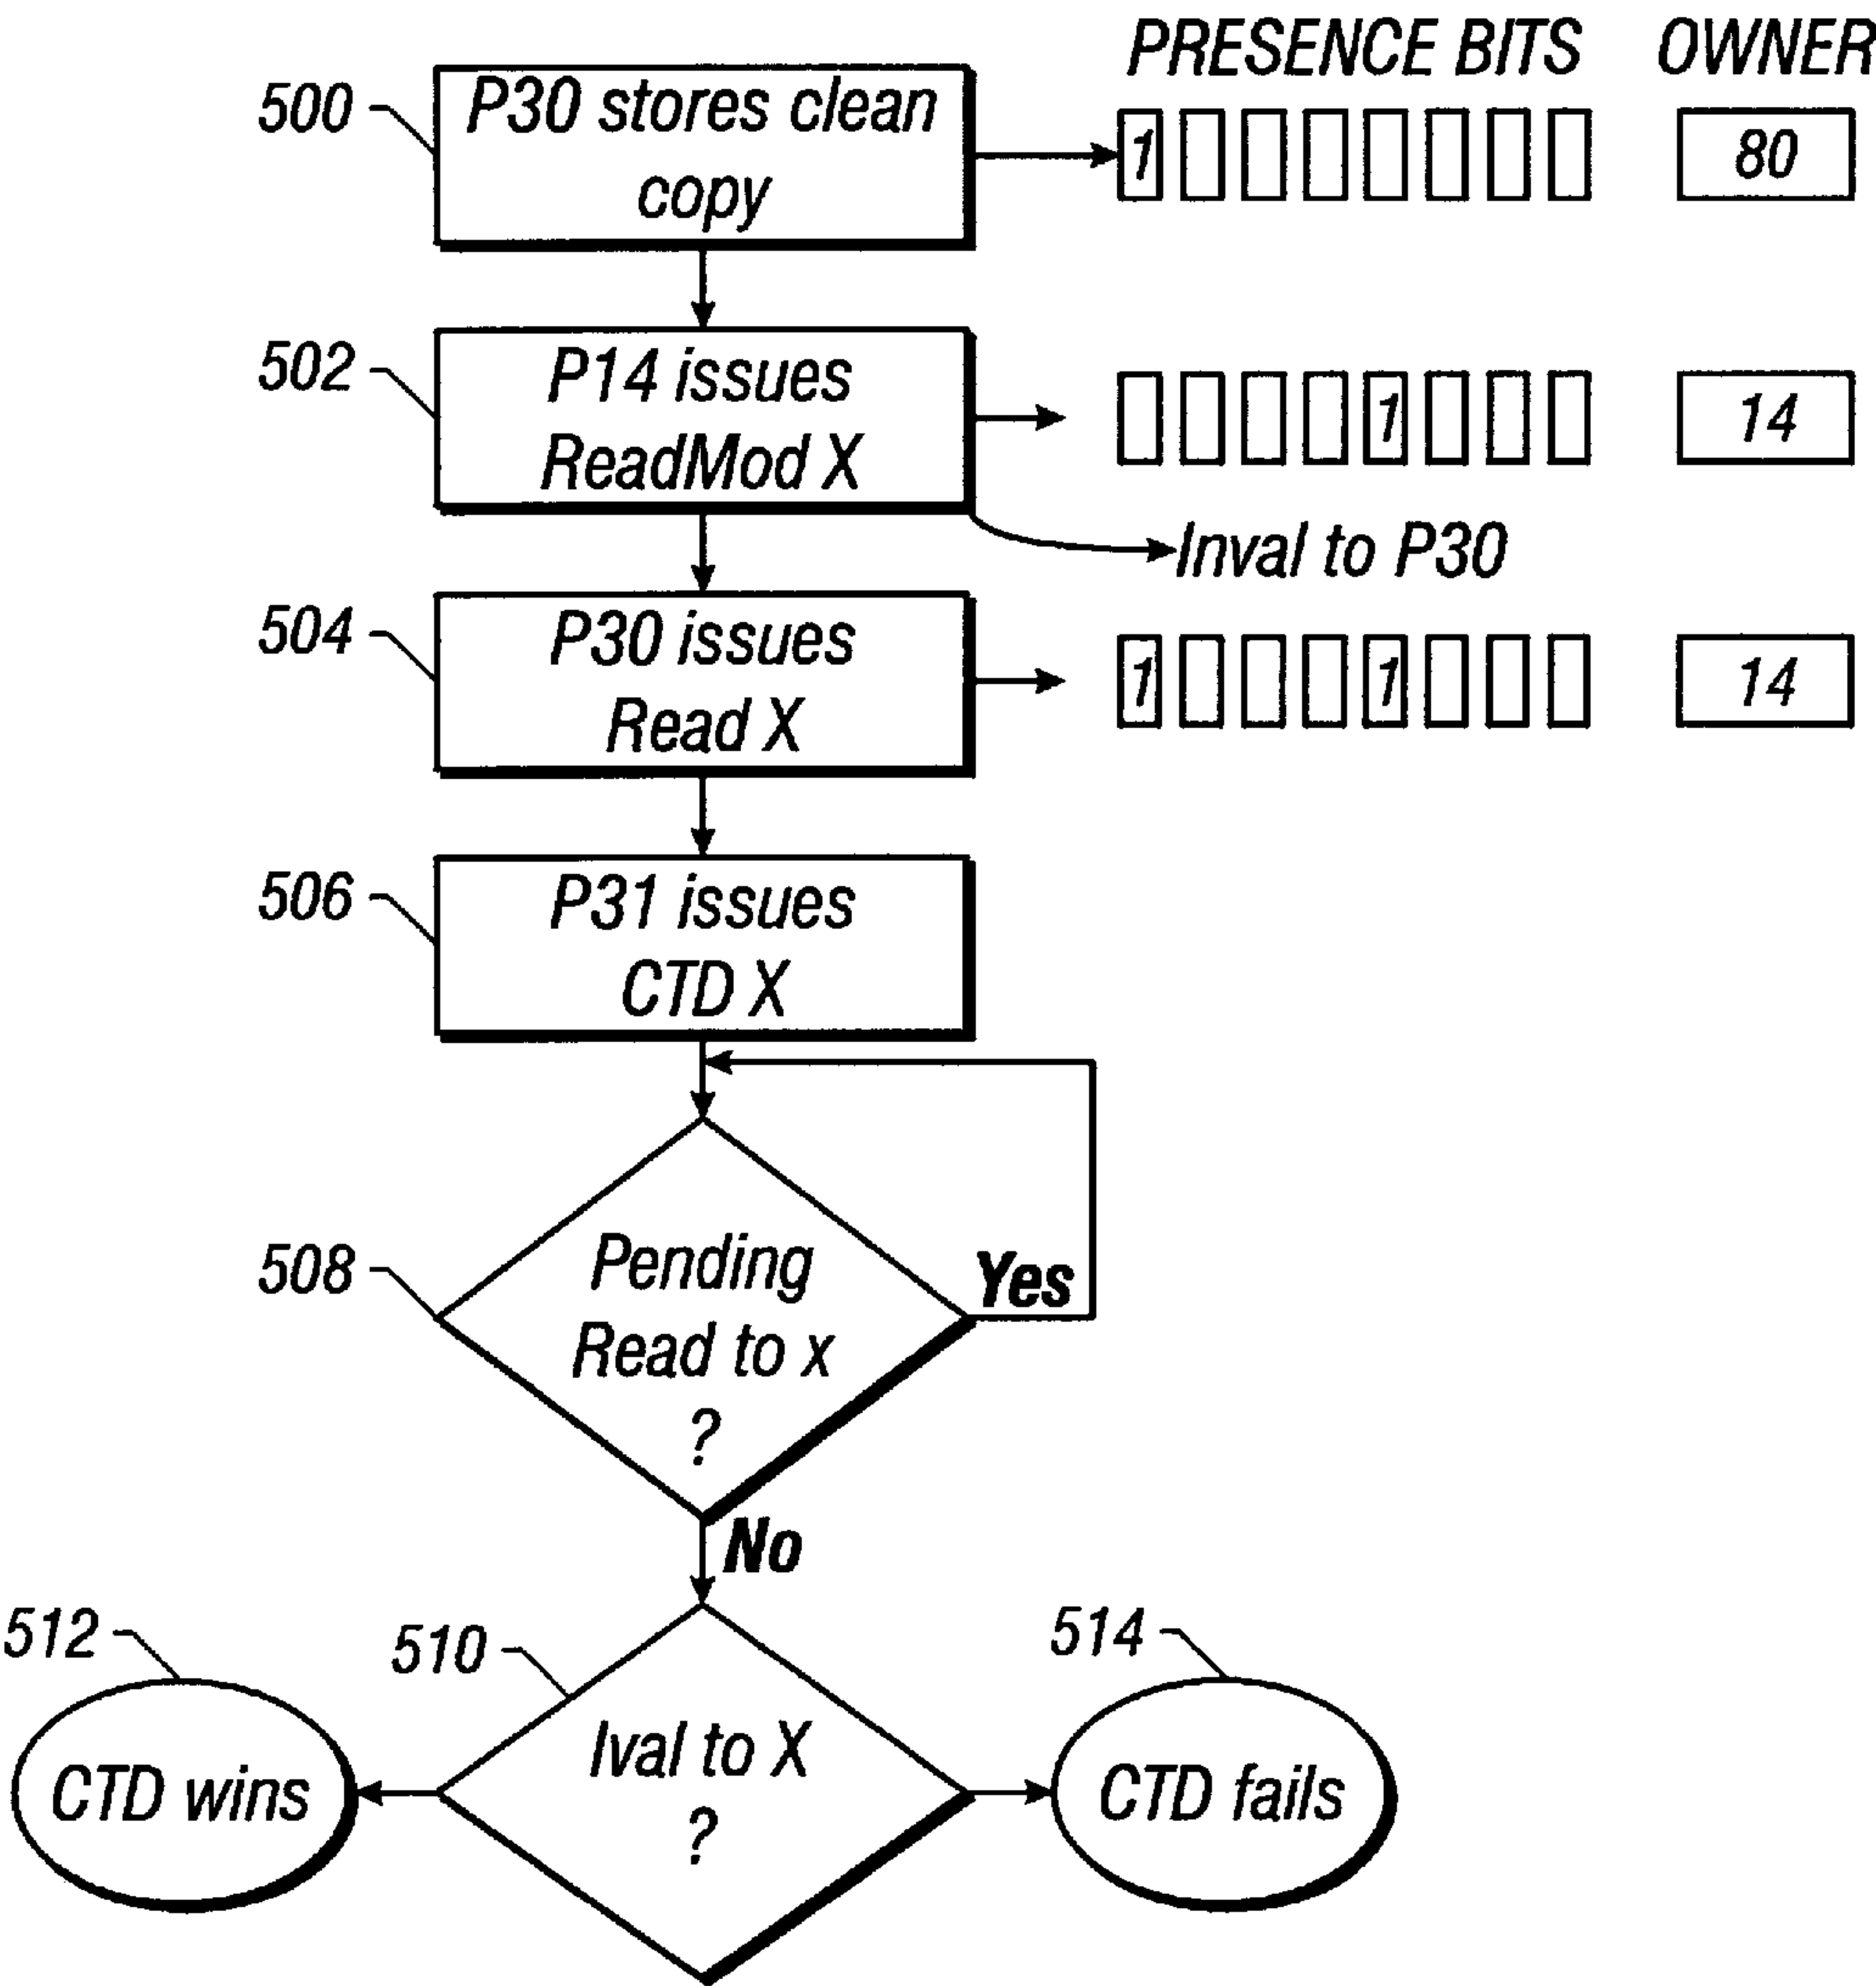 PRESENCE BITS OWNER
500 P30 stores clean 1 80
copy
502 P14 issues 1 14
ReadMod X
Inval to P30
504 P30 issues 1 1 14
Read X
506 P31 issues
CTD X
508 Pending Yes
Read to x
?
No
512 510 514
CTD wins Ival to X CTD fails
?